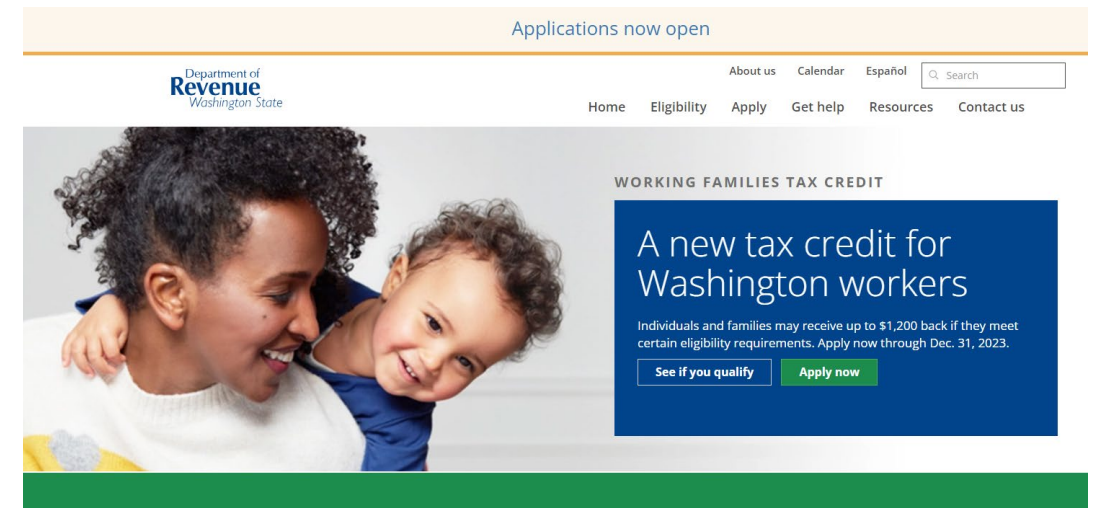 Applications now open
Department of
Revenue
Washington State
About us Calendar Español Search
Home Eligibility Apply Get help Resources Contact us
WORKING FAMILIES TAX CREDIT
A new tax credit for
Washington workers
Individuals and families may receive up to $1,200 back if they meet
certain eligibility requirements. Apply now through Dec. 31, 2023.
See if you qualify Apply now